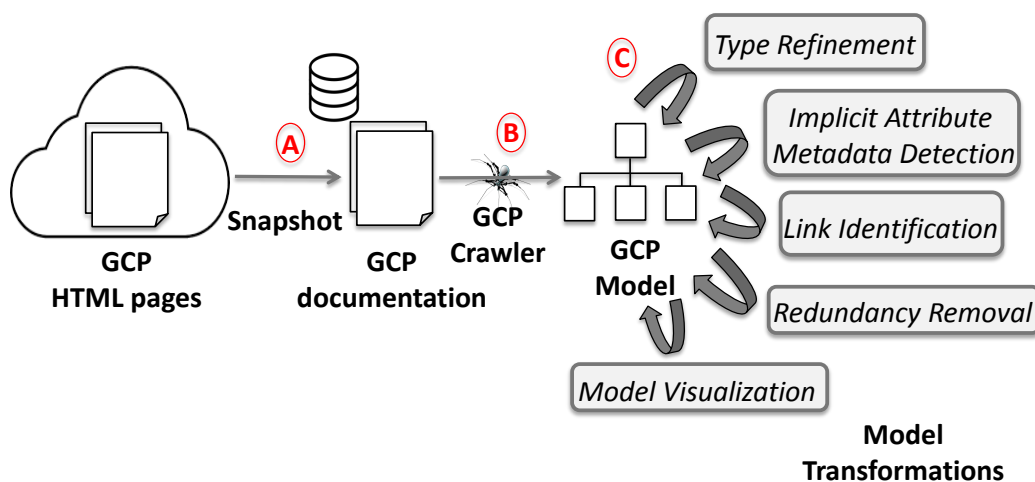 C
Type Refinement
A
B
Implicit Attribute
Metadata Detection
Snapshot
GCP
Crawler
Link Identification
GCP
HTML pages
GCP
documentation
GCP
Model
Redundancy Removal
Model Visualization
Model
Transformations